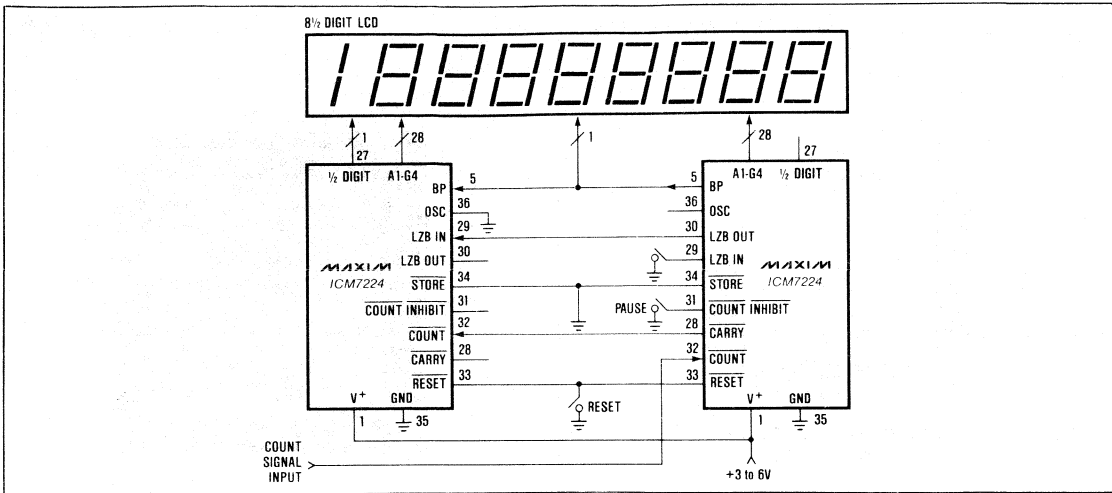 8½ DIGIT LCD
1 28 1 28
27 27
½ DIGIT A1-G4 A1-G4 ½ DIGIT
BP 5 5 BP
OSC 36 36 OSC
LZB IN 29 30 LZB OUT
LZB OUT 30 29 LZB IN
MAXIM MAXIM
ICM7224 ICM7224
STORE 34 34 STORE
COUNT INHIBIT 31 PAUSE 31 COUNT INHIBIT
COUNT 32 28 CARRY
CARRY 28 32 COUNT
RESET 33 33 RESET
RESET
V+ GND V+ GND
1 35 1 35
COUNT
SIGNAL
INPUT
+3 to 6V